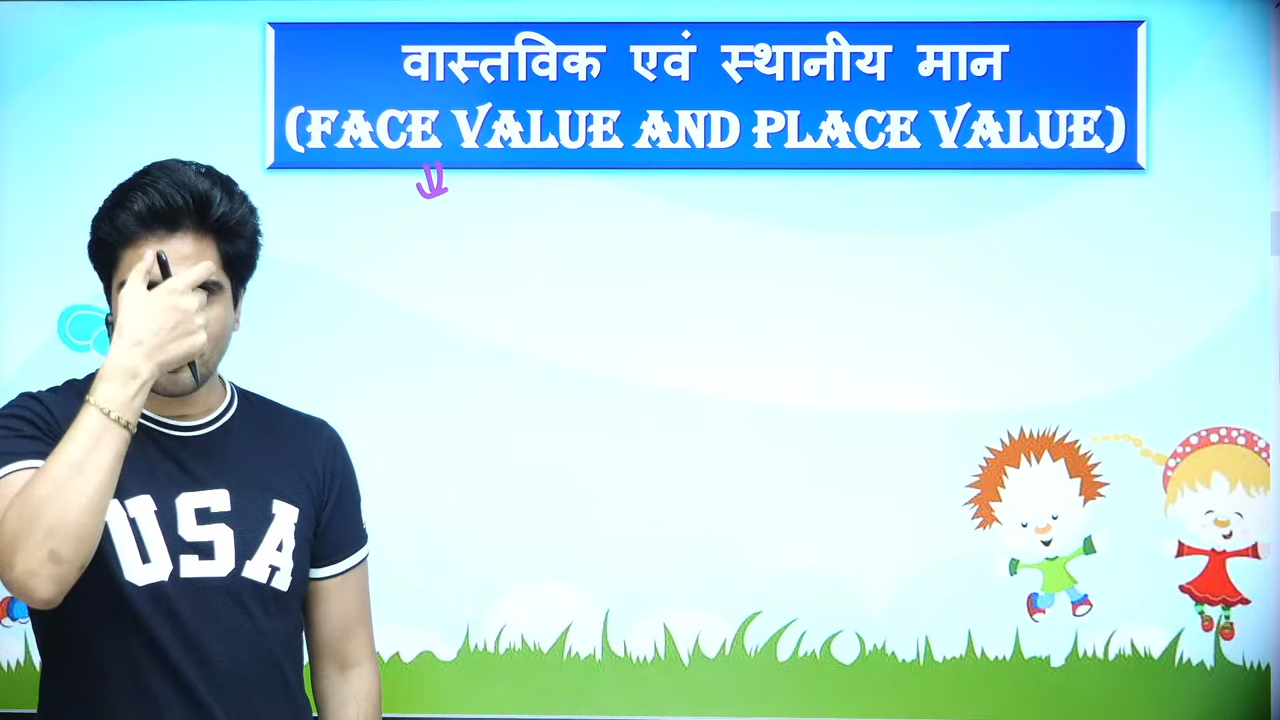 वास्तविक एवं स्थानीय मान
(FACE VALUE AND PLACE VALUE)
USA